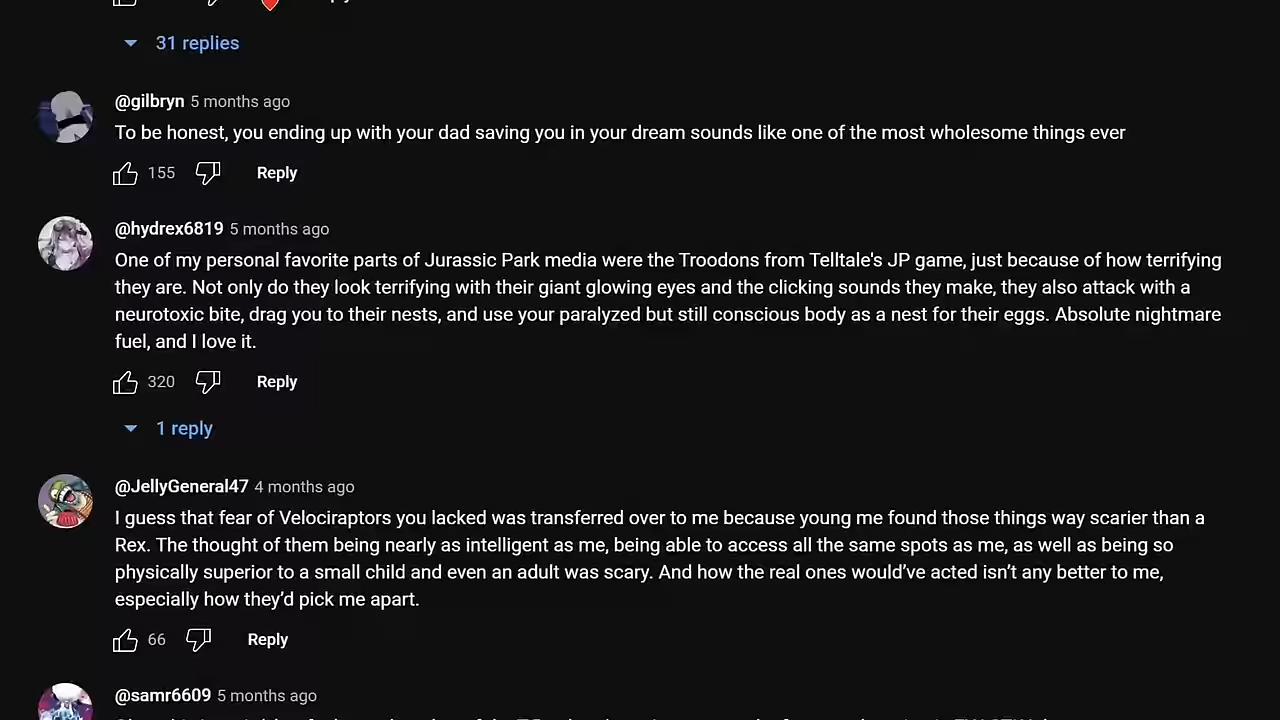 31 replies
@gilbryn 5 months ago
To be honest, you ending up with your dad saving you in your dream sounds like one of the most wholesome things ever
155 Reply
@hydrex6819 5 months ago
One of my personal favorite parts of Jurassic Park media were the Troodons from Telltale's JP game, just because of how terrifying
they are. Not only do they look terrifying with their giant glowing eyes and the clicking sounds they make, they also attack with a
neurotoxic bite, drag you to their nests, and use your paralyzed but still conscious body as a nest for their eggs. Absolute nightmare
fuel, and I love it.
320 Reply
1 reply
@JellyGeneral47 4 months ago
I guess that fear of Velociraptors you lacked was transferred over to me because young me found those things way scarier than a
Rex. The thought of them being nearly as intelligent as me, being able to access all the same spots as me, as well as being so
physically superior to a small child and even an adult was scary. And how the real ones would’ve acted isn’t any better to me,
especially how they’d pick me apart.
66 Reply
@samr6609 5 months ago